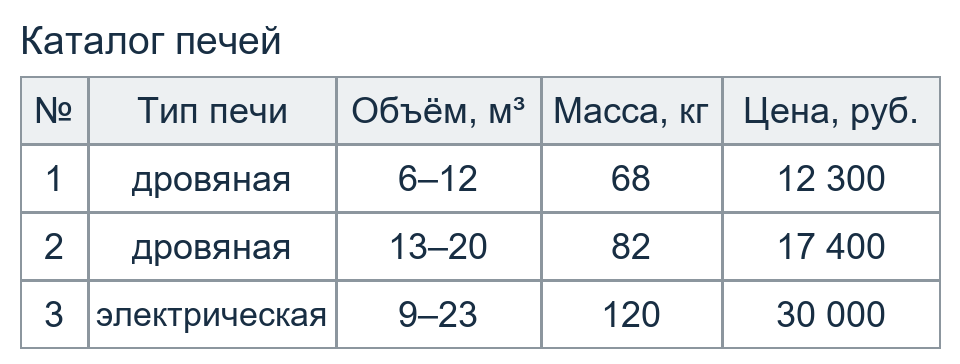 Каталог печей
№ Тип печи Объём, м³ Масса, кг Цена, руб.
1 дровяная 6–12 68 12 300
2 дровяная 13–20 82 17 400
3 электрическая 9–23 120 30 000